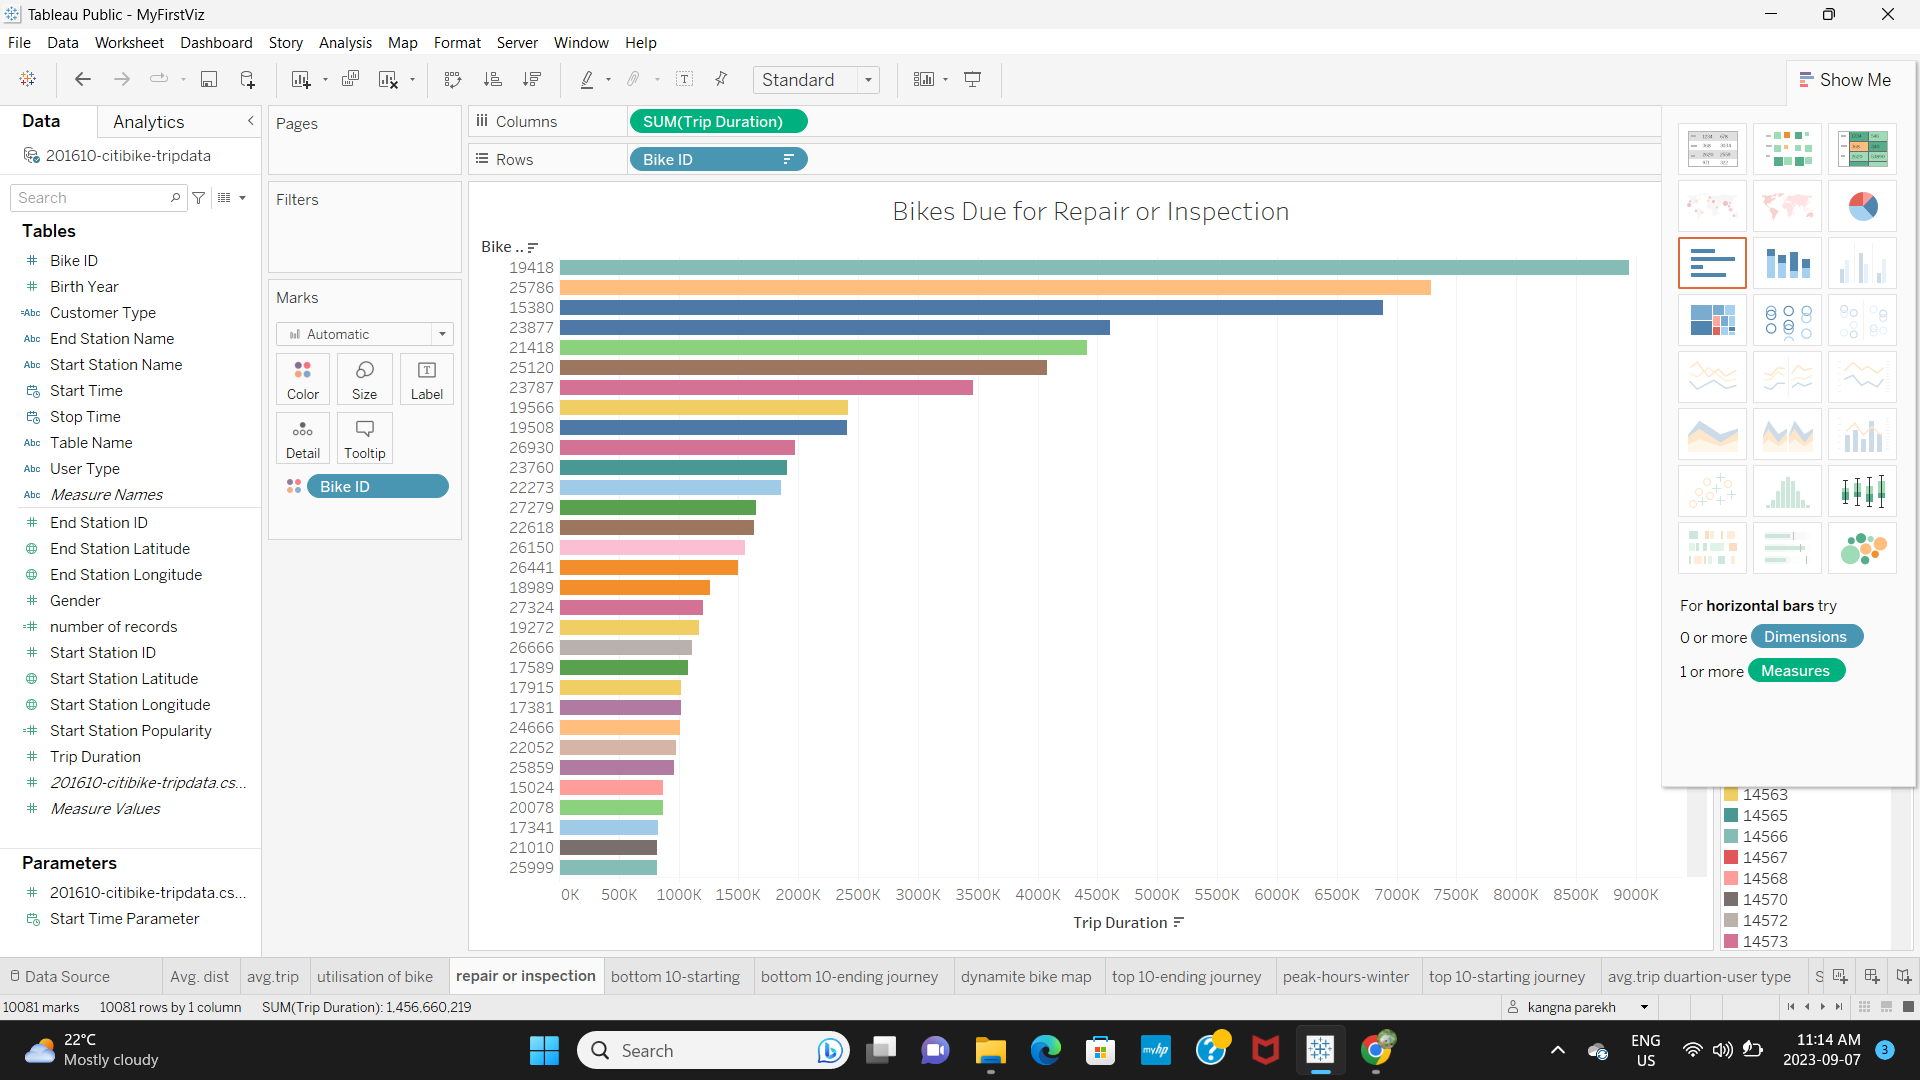 Tableau Public - MyFirstViz
File Data Worksheet Dashboard Story Analysis Map Format Server Window Help
Standard
Show Me
Data Analytics
201610-citibike-tripdata
Search
Tables
Bike ID
Birth Year
Abc Customer Type
Abc End Station Name
Abc Start Station Name
Start Time
Stop Time
Abc Table Name
Abc User Type
Abc Measure Names
End Station ID
End Station Latitude
End Station Longitude
Gender
number of records
Start Station ID
Start Station Latitude
Start Station Longitude
Start Station Popularity
Trip Duration
201610-citibike-tripdata.cs...
Measure Values
Parameters
201610-citibike-tripdata.cs...
Start Time Parameter
Pages
Filters
Marks
Automatic
Color Size Label
Detail Tooltip
Bike ID
Columns SUM(Trip Duration)
Rows Bike ID
Bikes Due for Repair or Inspection
Bike ..
19418
25786
15380
23877
21418
25120
23787
19566
19508
26930
23760
22273
27279
22618
26150
26441
18989
27324
19272
26666
17589
17915
17381
24666
22052
25859
15024
20078
17341
21010
25999
0K 500K 1000K 1500K 2000K 2500K 3000K 3500K 4000K 4500K 5000K 5500K 6000K 6500K 7000K 7500K 8000K 8500K 9000K
Trip Duration
For horizontal bars try
0 or more Dimensions
1 or more Measures
14563
14565
14566
14567
14568
14570
14572
14573
Data Source Avg. dist avg.trip utilisation of bike repair or inspection bottom 10-starting bottom 10-ending journey dynamite bike map top 10-ending journey peak-hours-winter top 10-starting journey avg.trip duartion-user type S
10081 marks 10081 rows by 1 column SUM(Trip Duration): 1,456,660,219
kangna parekh
22°C
Mostly cloudy
Search
myhp
ENG
US
11:14 AM
2023-09-07
3